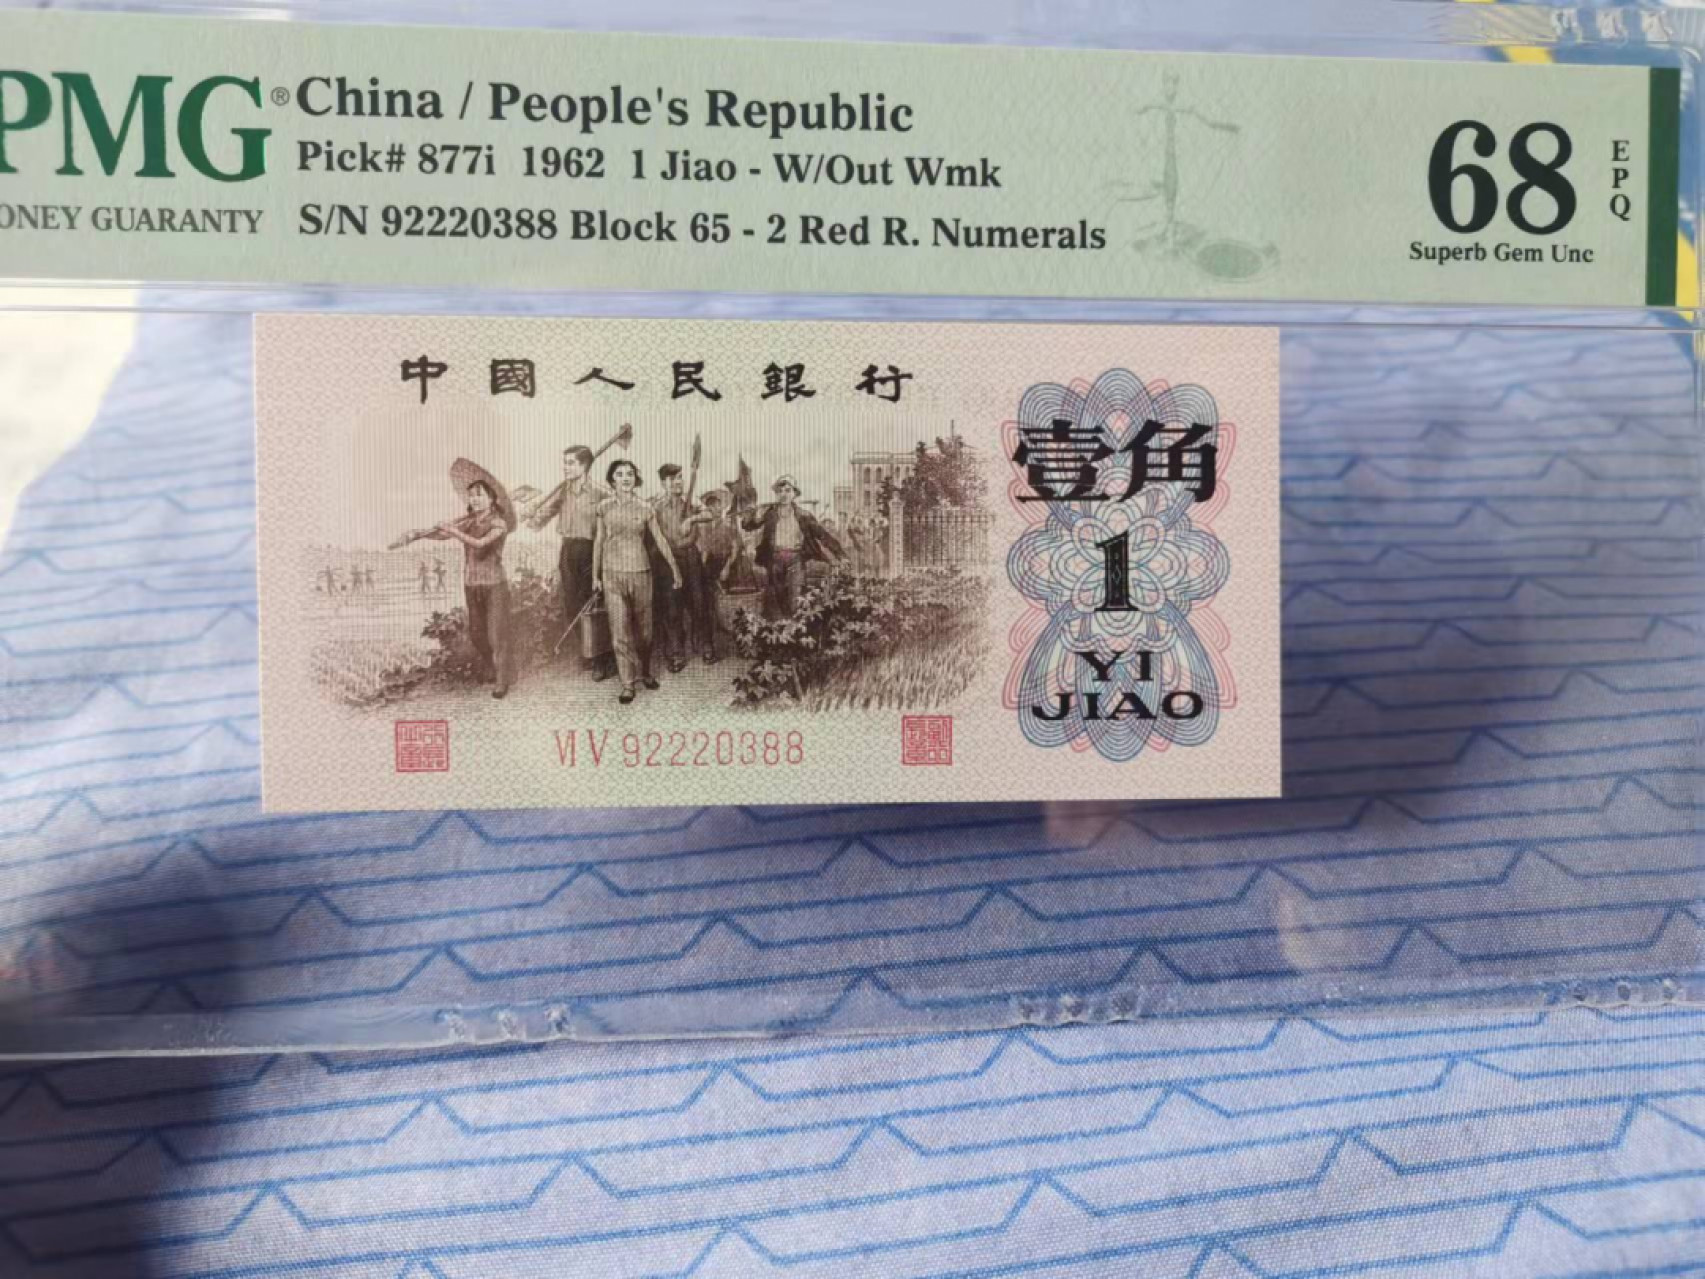 PMG® China / People's Republic
Pick# 877i 1962 1 Jiao - W/Out Wmk
ONEY GUARANTY S/N 92220388 Block 65 - 2 Red R. Numerals
68 EPQ
Superb Gem Unc
中國人民銀行
壹角
1
YI
JIAO
VI V 92220388